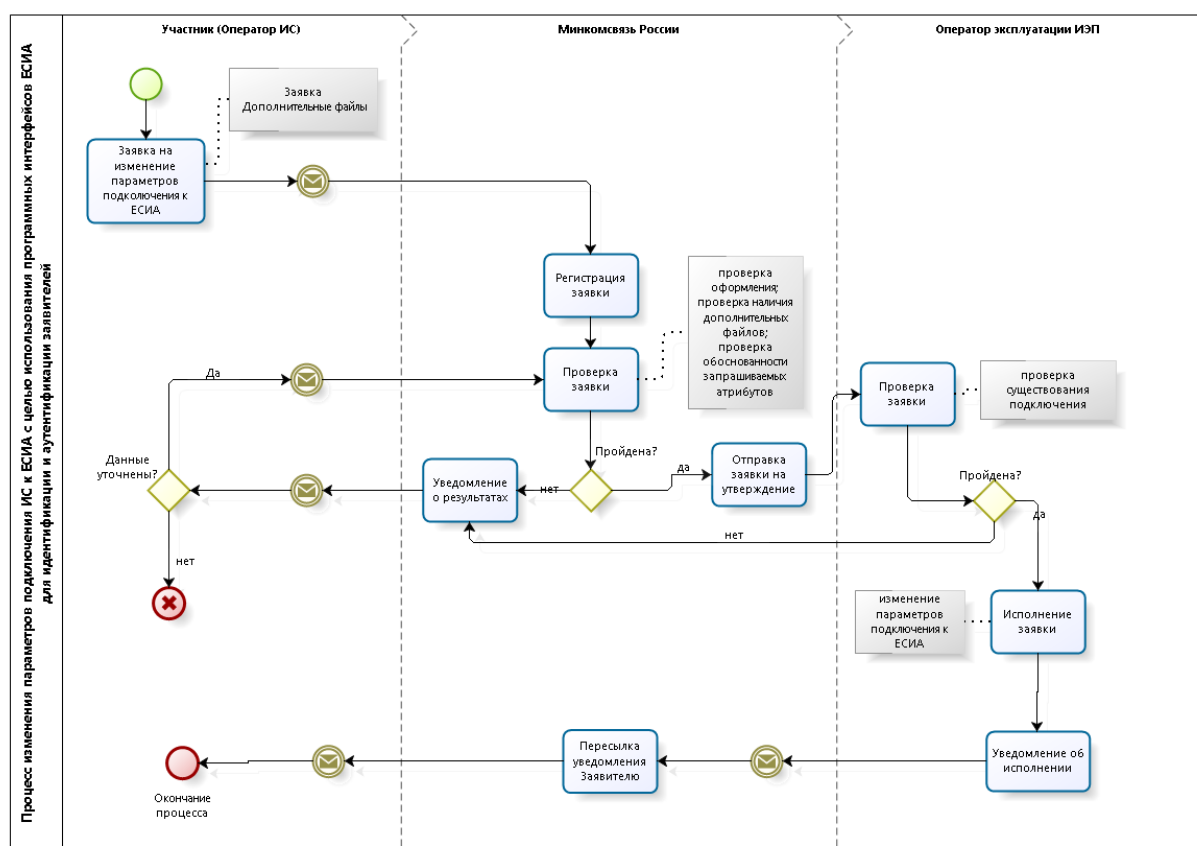 Процесс изменения параметров подключения ИС к ЕСИА с целью использования программных интерфейсов ЕСИА
для идентификации и аутентификации заявителей
Участник (Оператор ИС)
Минкомсвязь России
Оператор эксплуатации ИЭП
Заявка
Дополнительные файлы
Заявка на
изменение
параметров
подколючения к
ЕСИА
Регистрация
заявки
проверка
оформления;
проверка наличия
дополнительных
файлов;
проверка
обоснованности
запрашиваемых
атрибутов
Да
Проверка
заявки
Проверка
заявки
проверка
существования
подключения
Данные
уточнены?
Уведомление
о результатах
нет
Пройдена?
да
Отправка
заявки на
утверждение
Пройдена?
да
нет
нет
изменение
параметров
подключения к
ЕСИА
Исполнение
заявки
Окончание
процесса
Пересылка
уведомления
Заявителю
Уведомление об
исполнении